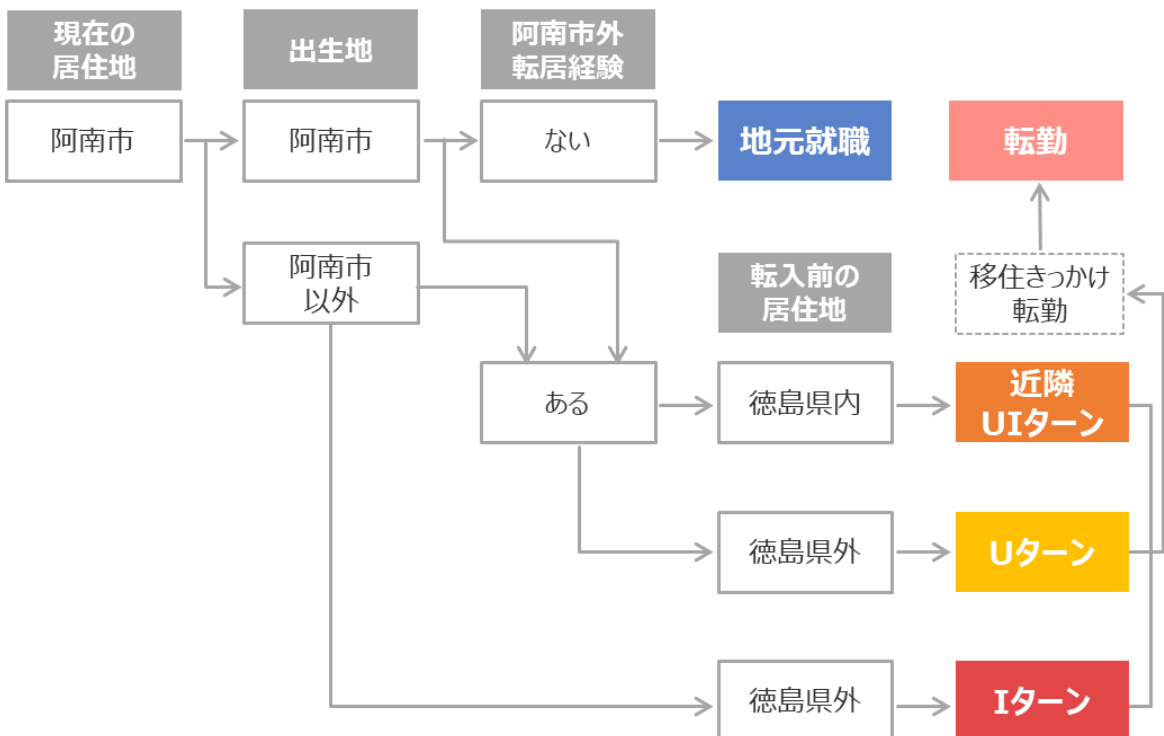 現在の
居住地
出生地
阿南市外
転居経験
阿南市
阿南市
ない
地元就職
転勤
阿南市
以外
転入前の
居住地
移住きっかけ
転勤
ある
徳島県内
近隣
UIターン
徳島県外
Uターン
徳島県外
Iターン